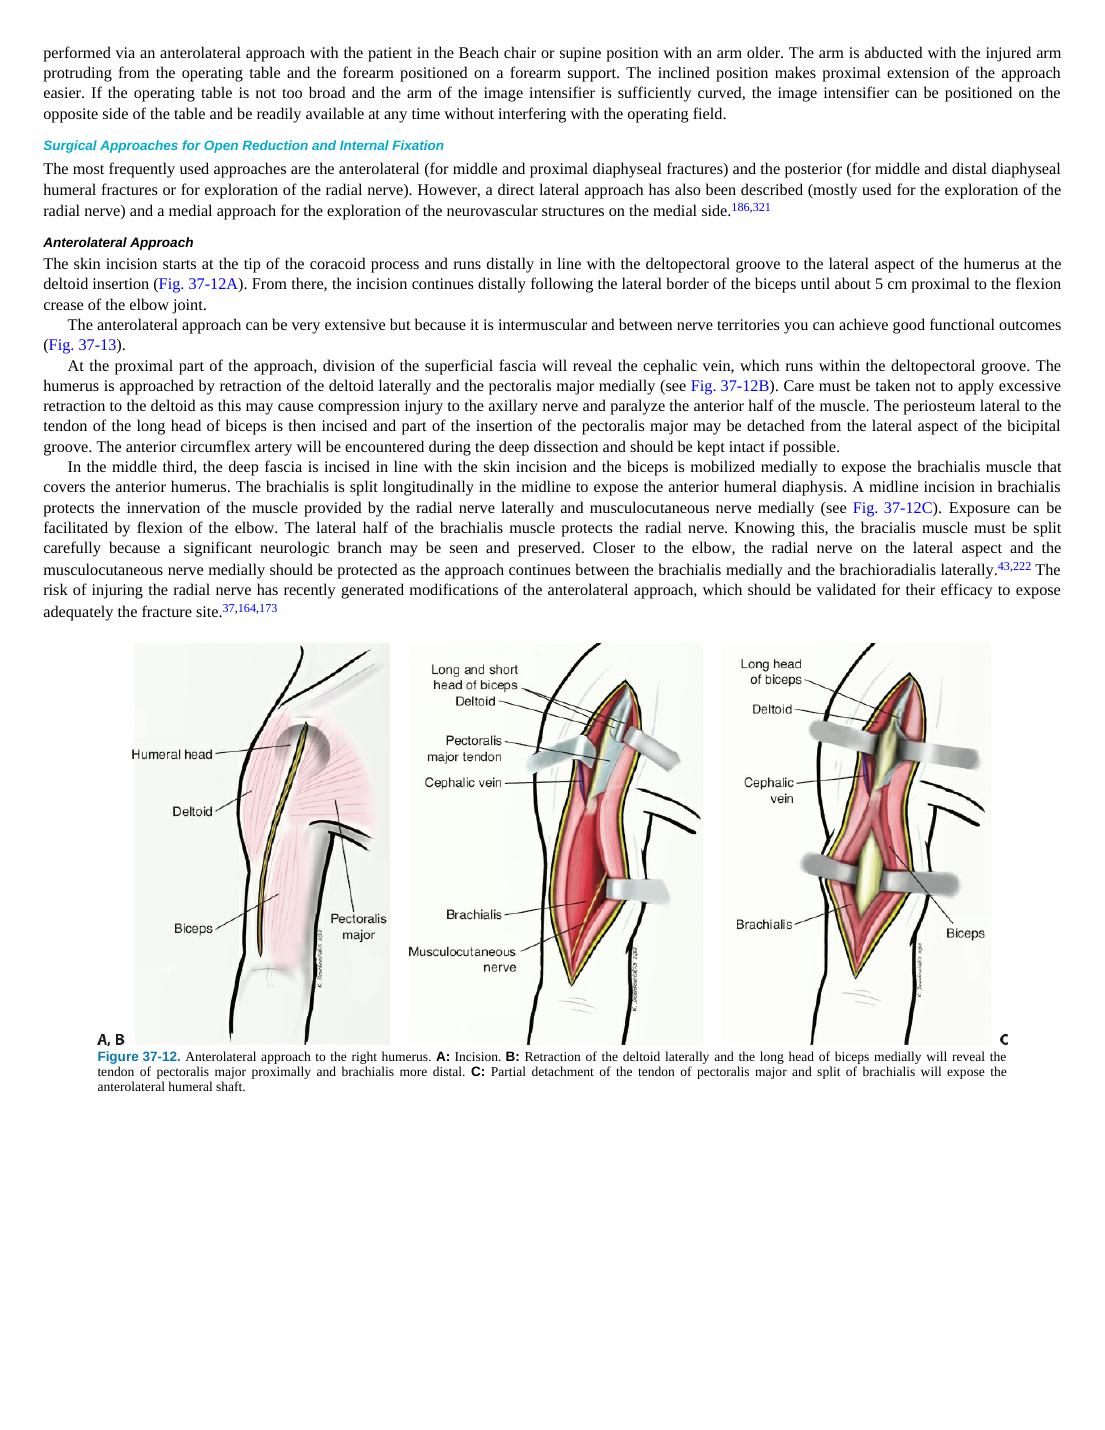 performed via an anterolateral approach with the patient in the Beach chair or supine position with an arm older. The arm is abducted with the injured arm
protruding from the operating table and the forearm positioned on a forearm support. The inclined position makes proximal extension of the approach
easier. If the operating table is not too broad and the arm of the image intensifier is sufficiently curved, the image intensifier can be positioned on the
opposite side of the table and be readily available at any time without interfering with the operating field.
Surgical Approaches for Open Reduction and Internal Fixation
The most frequently used approaches are the anterolateral (for middle and proximal diaphyseal fractures) and the posterior (for middle and distal diaphyseal
humeral fractures or for exploration of the radial nerve). However, a direct lateral approach has also been described (mostly used for the exploration of the
radial nerve) and a medial approach for the exploration of the neurovascular structures on the medial side.186,321
Anterolateral Approach
The skin incision starts at the tip of the coracoid process and runs distally in line with the deltopectoral groove to the lateral aspect of the humerus at the
deltoid insertion (Fig. 37-12A). From there, the incision continues distally following the lateral border of the biceps until about 5 cm proximal to the flexion
crease of the elbow joint.
The anterolateral approach can be very extensive but because it is intermuscular and between nerve territories you can achieve good functional outcomes
(Fig. 37-13).
At the proximal part of the approach, division of the superficial fascia will reveal the cephalic vein, which runs within the deltopectoral groove. The
humerus is approached by retraction of the deltoid laterally and the pectoralis major medially (see Fig. 37-12B). Care must be taken not to apply excessive
retraction to the deltoid as this may cause compression injury to the axillary nerve and paralyze the anterior half of the muscle. The periosteum lateral to the
tendon of the long head of biceps is then incised and part of the insertion of the pectoralis major may be detached from the lateral aspect of the bicipital
groove. The anterior circumflex artery will be encountered during the deep dissection and should be kept intact if possible.
In the middle third, the deep fascia is incised in line with the skin incision and the biceps is mobilized medially to expose the brachialis muscle that
covers the anterior humerus. The brachialis is split longitudinally in the midline to expose the anterior humeral diaphysis. A midline incision in brachialis
protects the innervation of the muscle provided by the radial nerve laterally and musculocutaneous nerve medially (see Fig. 37-12C). Exposure can be
facilitated by flexion of the elbow. The lateral half of the brachialis muscle protects the radial nerve. Knowing this, the bracialis muscle must be split
carefully because a significant neurologic branch may be seen and preserved. Closer to the elbow, the radial nerve on the lateral aspect and the
musculocutaneous nerve medially should be protected as the approach continues between the brachialis medially and the brachioradialis laterally.43,222 The
risk of injuring the radial nerve has recently generated modifications of the anterolateral approach, which should be validated for their efficacy to expose
adequately the fracture site.37,164,173
Humeral head
Deltoid
Biceps
Pectoralis
major
Long and short
head of biceps
Deltoid
Pectoralis
major tendon
Cephalic vein
Brachialis
Musculocutaneous
nerve
Long head
of biceps
Deltoid
Cephalic
vein
Brachialis
Biceps
A, B
C
Figure 37-12. Anterolateral approach to the right humerus. A: Incision. B: Retraction of the deltoid laterally and the long head of biceps medially will reveal the
tendon of pectoralis major proximally and brachialis more distal. C: Partial detachment of the tendon of pectoralis major and split of brachialis will expose the
anterolateral humeral shaft.